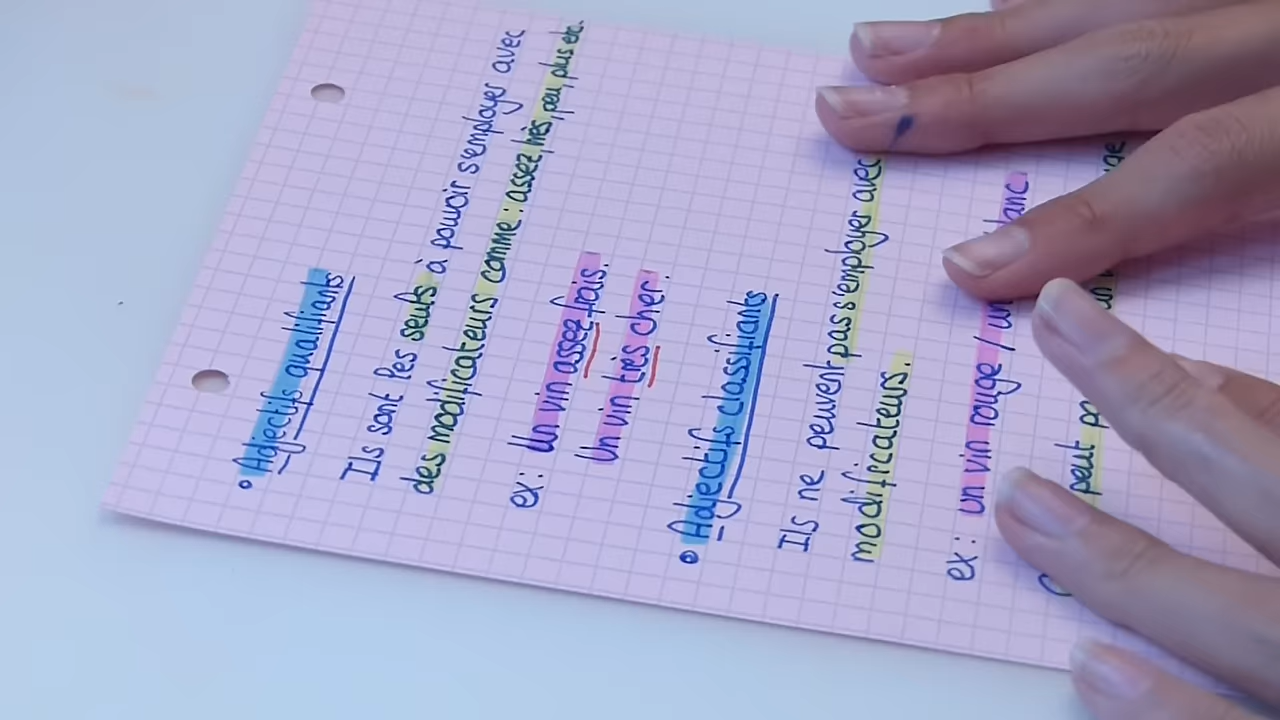 • Adjectifs qualifiants
Ils sont les seuls à pouvoir s'employer avec
des modificateurs comme : assez, très, peu, plus etc.
ex: Un vin assez frais.
Un vin très cher.
• Adjectifs classifiants
Ils ne peuvent pas s'employer avec
modificateurs.
ex: un vin rouge / un
peut un